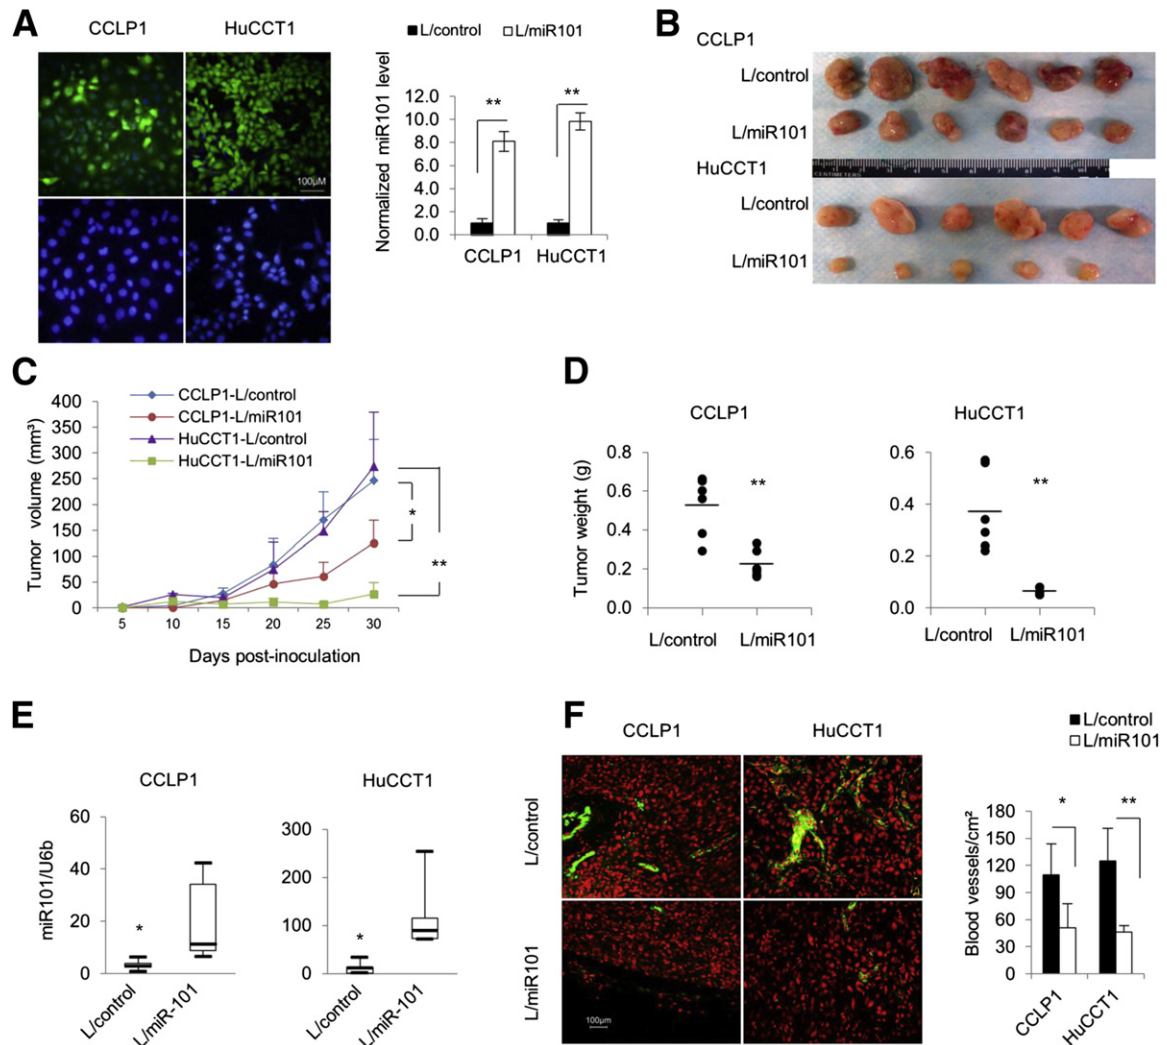 A
CCLP1
HuCCT1
100µM
L/control
L/miR101
Normalized miR101 level
12.0
10.0
8.0
6.0
4.0
2.0
0.0
**
**
CCLP1
HuCCT1
B
CCLP1
L/control
L/miR101
HuCCT1
CENTIMETERS
L/control
L/miR101
C
CCLP1-L/control
CCLP1-L/miR101
HuCCT1-L/control
HuCCT1-L/miR101
Tumor volume (mm³)
400
350
300
250
200
150
100
50
0
5 10 15 20 25 30
Days post-inoculation
*
**
D
CCLP1
HuCCT1
Tumor weight (g)
0.8
0.6
0.4
0.2
0.0
**
L/control L/miR101
0.6
0.4
0.2
0.0
**
L/control L/miR101
E
CCLP1
HuCCT1
miR101/U6b
60
40
20
0
*
L/control
L/miR-101
300
200
100
0
*
L/control
L/miR-101
F
CCLP1
HuCCT1
L/control
L/miR101
100µm
L/control
L/miR101
Blood vessels/cm²
180
150
120
90
60
30
0
*
**
CCLP1
HuCCT1